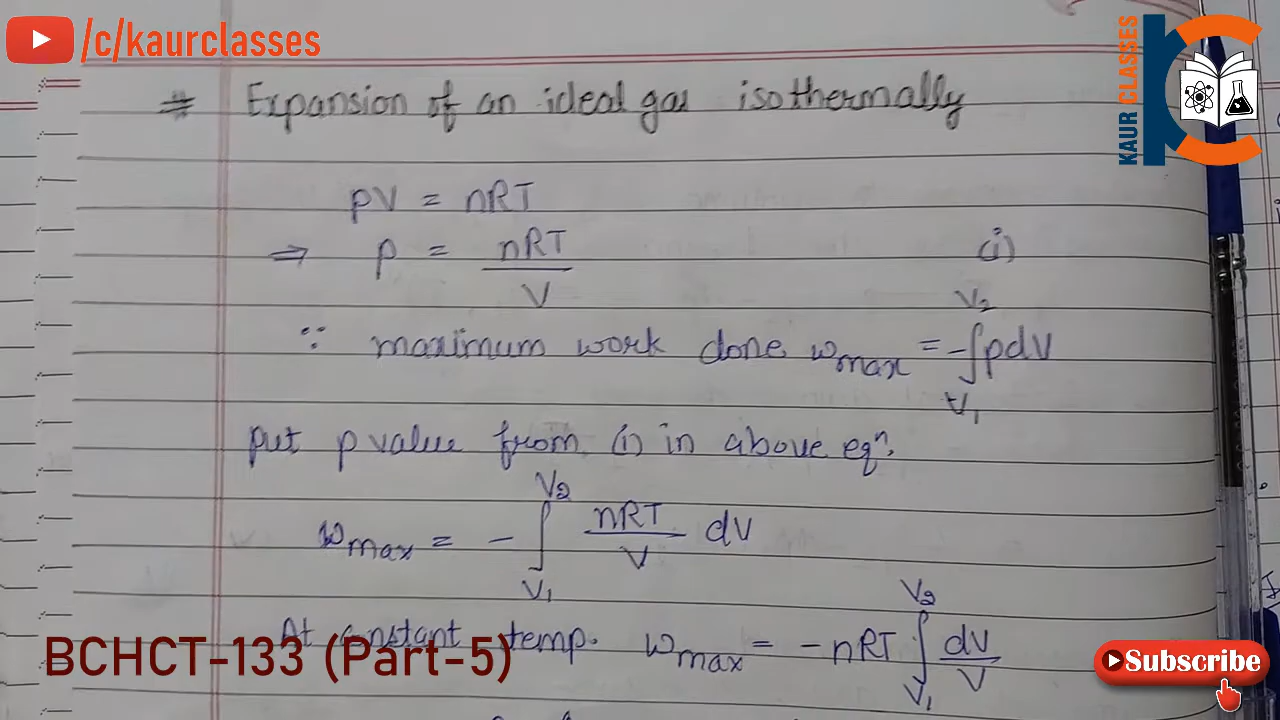 /c/kaurclasses
KAUR CLASSES
# Expansion of an ideal gas isothermally
pV = nRT
⇒ p = nRT / V (i)
∵ maximum work done w_max = -∫_{V1}^{V2} pdV
put p value from (i) in above eqⁿ.
w_max = - ∫_{V1}^{V2} nRT / V dV
At constant temp. w_max = -nRT ∫_{V1}^{V2} dV / V
BCHCT-133 (Part-5)
Subscribe